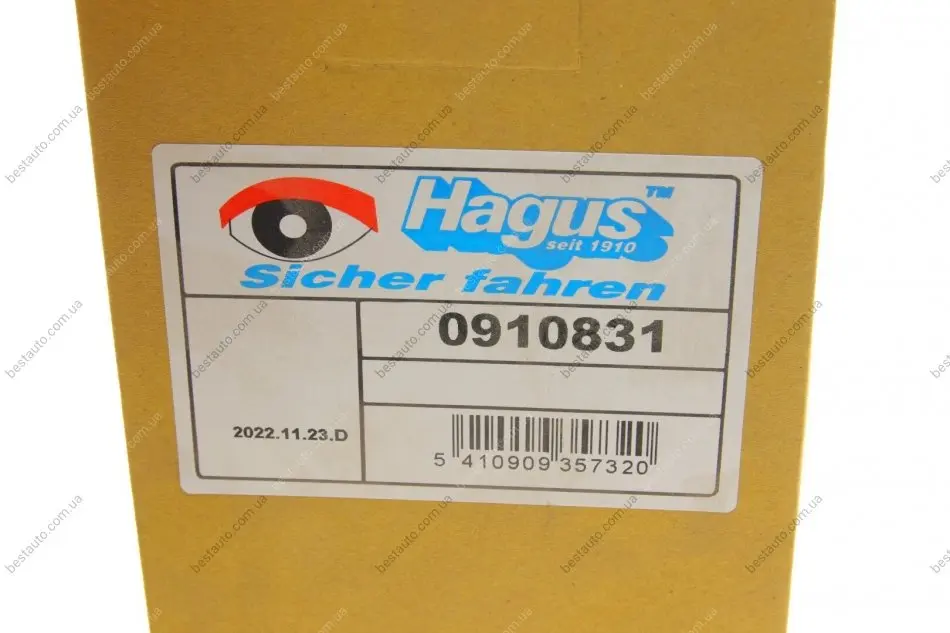 Hagus™
seit 1910
Sicher fahren
0910831
2022.11.23.D
5 410909 357320
bestauto.com.ua